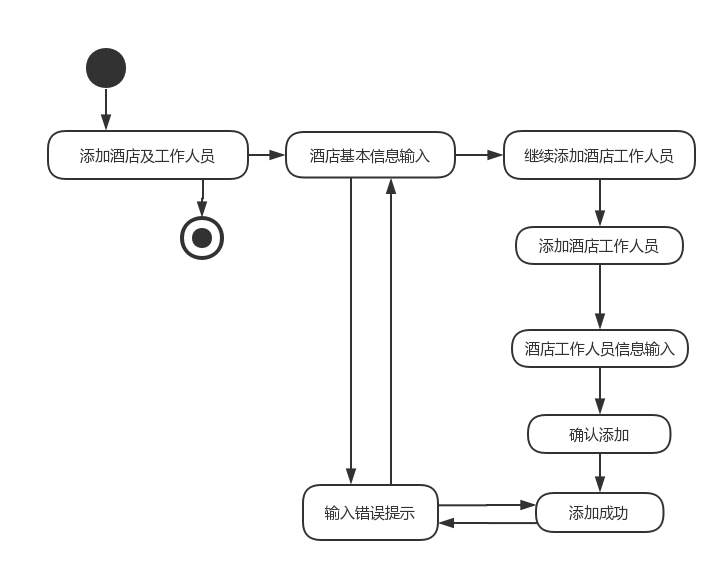 添加酒店及工作人员
酒店基本信息输入
继续添加酒店工作人员
添加酒店工作人员
酒店工作人员信息输入
确认添加
输入错误提示
添加成功